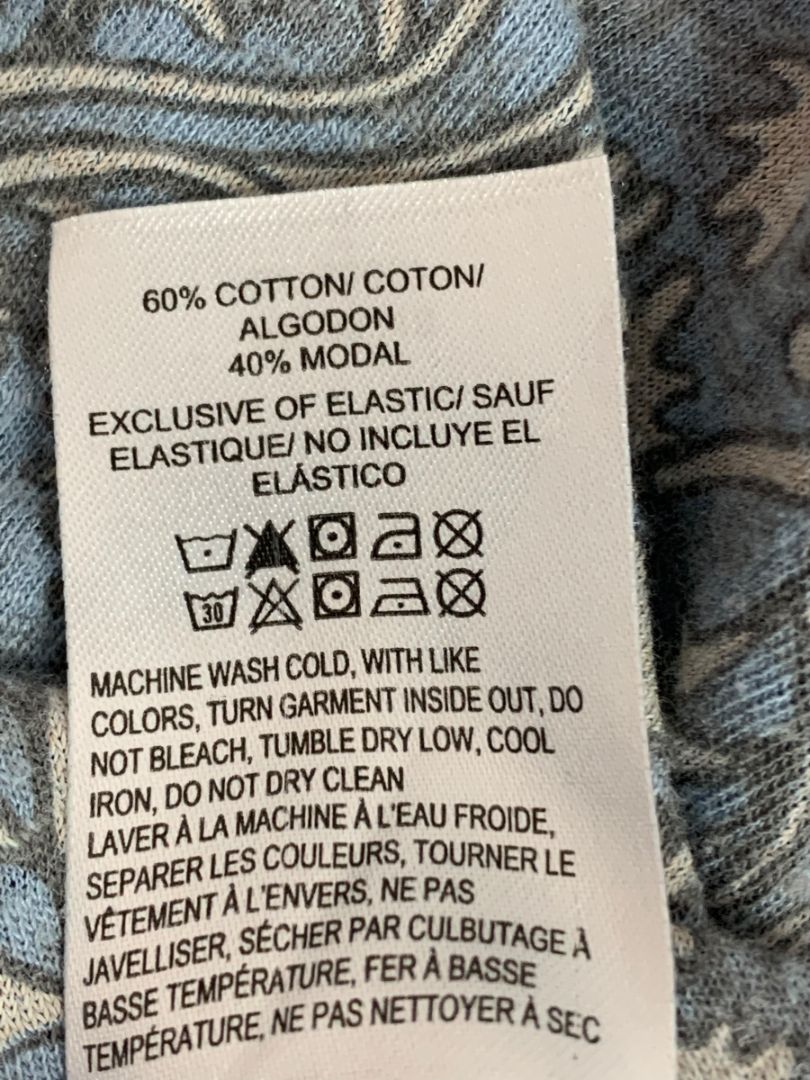 60% COTTON/ COTON/
ALGODON
40% MODAL
EXCLUSIVE OF ELASTIC/ SAUF
ELASTIQUE/ NO INCLUYE EL
ELÁSTICO
30
MACHINE WASH COLD, WITH LIKE
COLORS, TURN GARMENT INSIDE OUT, DO
NOT BLEACH, TUMBLE DRY LOW, COOL
IRON, DO NOT DRY CLEAN
LAVER À LA MACHINE À L'EAU FROIDE,
SEPARER LES COULEURS, TOURNER LE
VÊTEMENT À L'ENVERS, NE PAS
JAVELLISER, SÉCHER PAR CULBUTAGE À
BASSE TEMPÉRATURE, FER À BASSE
TEMPÉRATURE, NE PAS NETTOYER À SEC